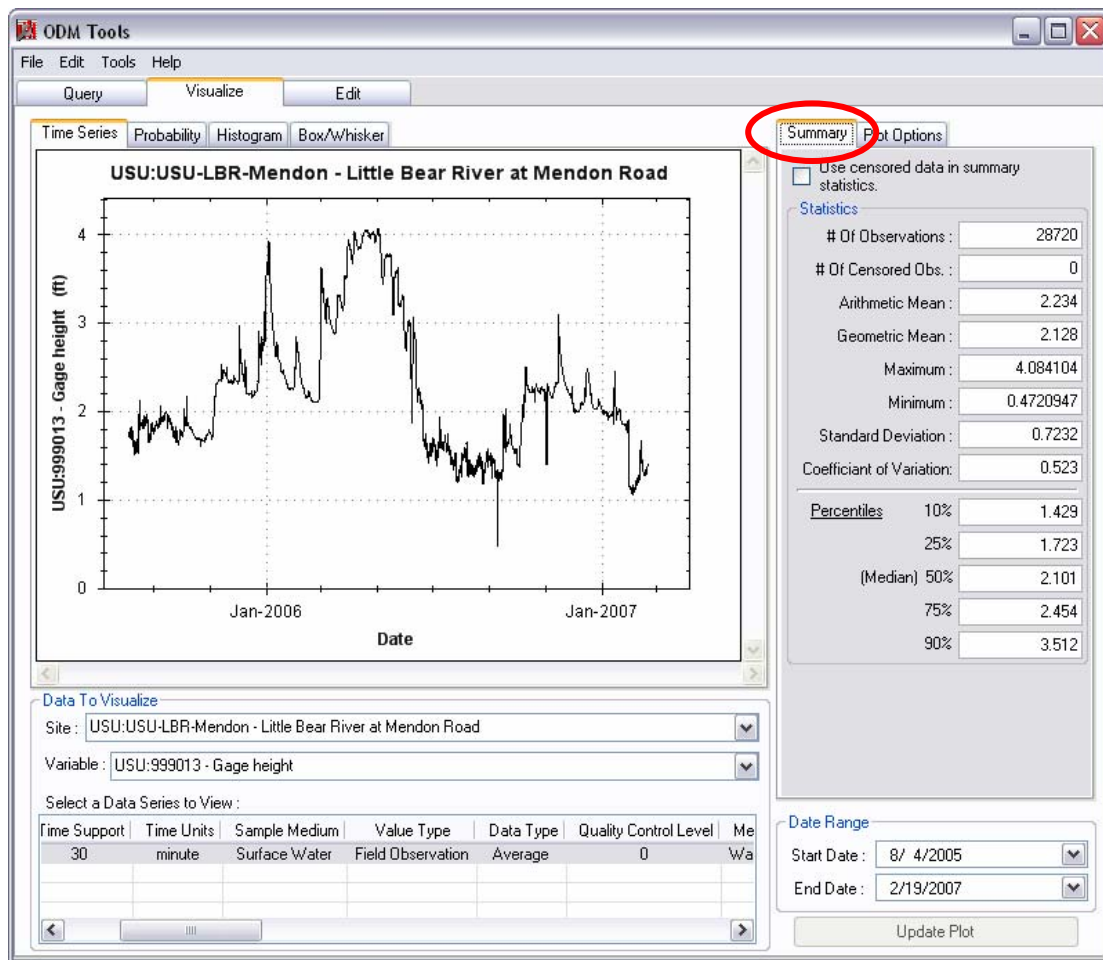 ODM Tools
File Edit Tools Help
Query Visualize Edit
Time Series Probability Histogram Box/Whisker
USU:USU-LBR-Mendon - Little Bear River at Mendon Road
USU:999013 - Gage height (ft)
4
3
2
1
0
Jan-2006 Jan-2007
Date
Summary Plot Options
Use censored data in summary
statistics.
Statistics
# Of Observations : 28720
# Of Censored Obs. : 0
Arithmetic Mean : 2.234
Geometric Mean : 2.128
Maximum : 4.084104
Minimum : 0.4720947
Standard Deviation : 0.7232
Coefficiant of Variation: 0.523
Percentiles 10% 1.429
25% 1.723
(Median) 50% 2.101
75% 2.454
90% 3.512
Data To Visualize
Site : USU:USU-LBR-Mendon - Little Bear River at Mendon Road
Variable : USU:999013 - Gage height
Select a Data Series to View :
Time Support Time Units Sample Medium Value Type Data Type Quality Control Level Me
30 minute Surface Water Field Observation Average 0 Wa
Date Range
Start Date : 8/ 4/2005
End Date : 2/19/2007
Update Plot